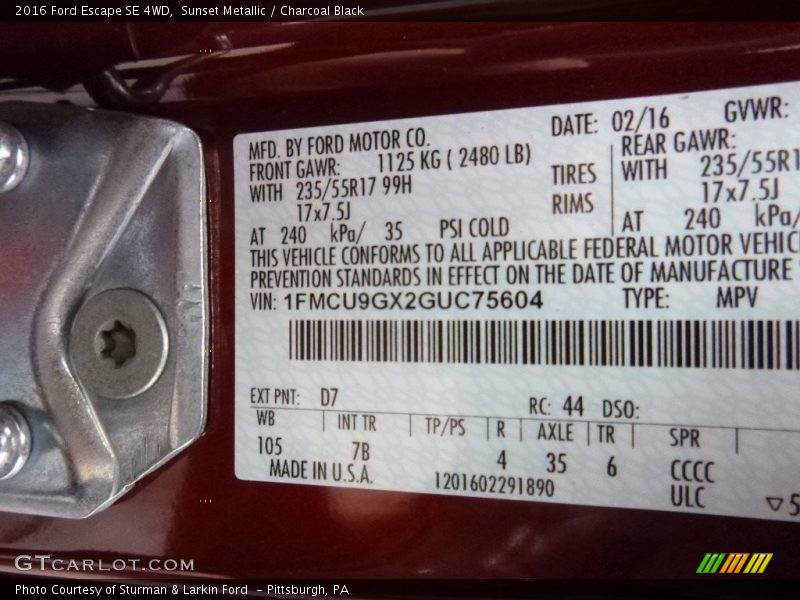 2016 Ford Escape SE 4WD, Sunset Metallic / Charcoal Black
MFD. BY FORD MOTOR CO. DATE: 02/16 GVWR:
FRONT GAWR: 1125 KG ( 2480 LB) REAR GAWR:
WITH 235/55R17 99H TIRES WITH 235/55R1
17x7.5J RIMS 17x7.5J
AT 240 kPa/ 35 PSI COLD AT 240 kPa/
THIS VEHICLE CONFORMS TO ALL APPLICABLE FEDERAL MOTOR VEHIC
PREVENTION STANDARDS IN EFFECT ON THE DATE OF MANUFACTURE
VIN: 1FMCU9GX2GUC75604 TYPE: MPV
EXT PNT: D7 RC: 44 DSO:
WB INT TR TP/PS R AXLE TR SPR
105 7B 4 35 6 CCCC
MADE IN U.S.A. 1201602291890 ULC ▽5
GTCARLOT.COM
Photo Courtesy of Sturman & Larkin Ford - Pittsburgh, PA